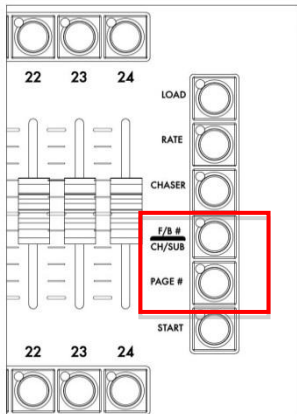 22 23 24
LOAD
RATE
CHASER
F/B #
CH/SUB
PAGE #
START
22 23 24